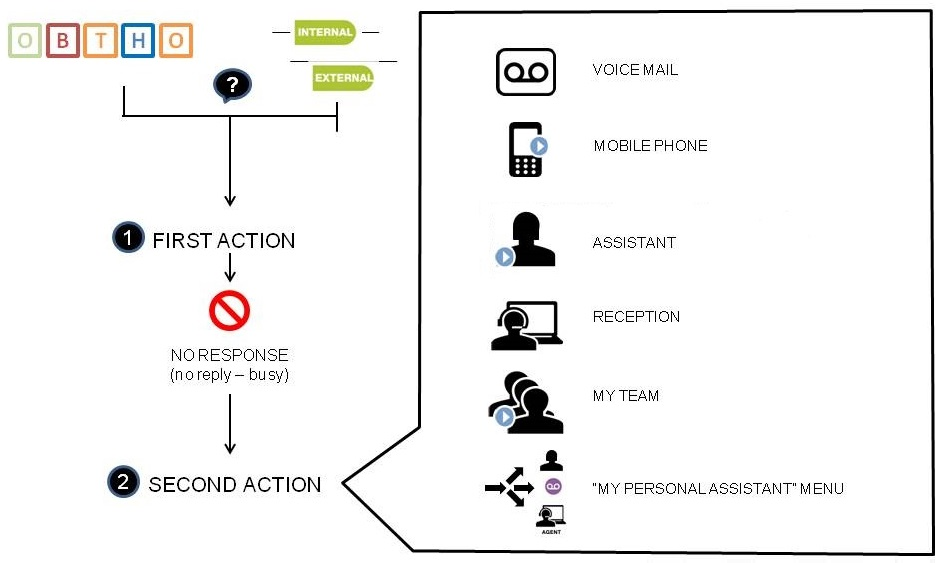 O B T H O
INTERNAL
EXTERNAL
?
1 FIRST ACTION
NO RESPONSE
(no reply – busy)
2 SECOND ACTION
VOICE MAIL
MOBILE PHONE
ASSISTANT
RECEPTION
MY TEAM
"MY PERSONAL ASSISTANT" MENU
AGENT